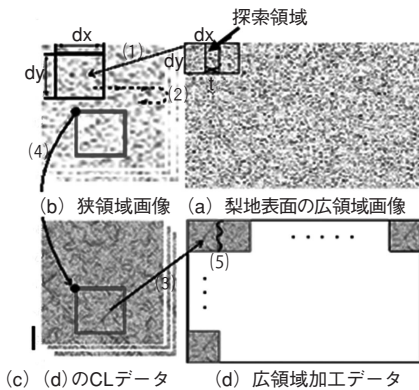 探索領域
dx
dx
(1)
dy
dy
t
(2)
(4)
(b) 狭領域画像
(a) 梨地表面の広領域画像
(3)
(5)
(c) (d)のCLデータ
(d) 広領域加工データ